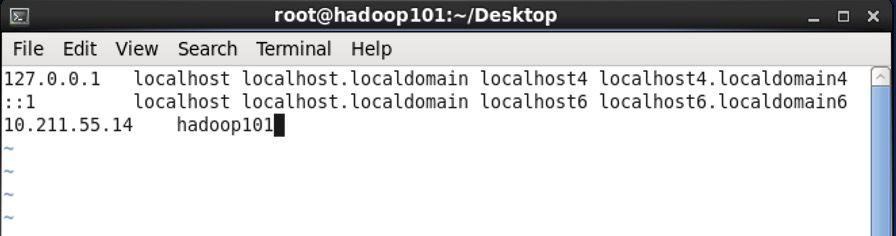 root@hadoop101:~/Desktop
File Edit View Search Terminal Help
127.0.0.1   localhost localhost.localdomain localhost4 localhost4.localdomain4
::1         localhost localhost.localdomain localhost6 localhost6.localdomain6
10.211.55.14    hadoop101
~
~
~
~